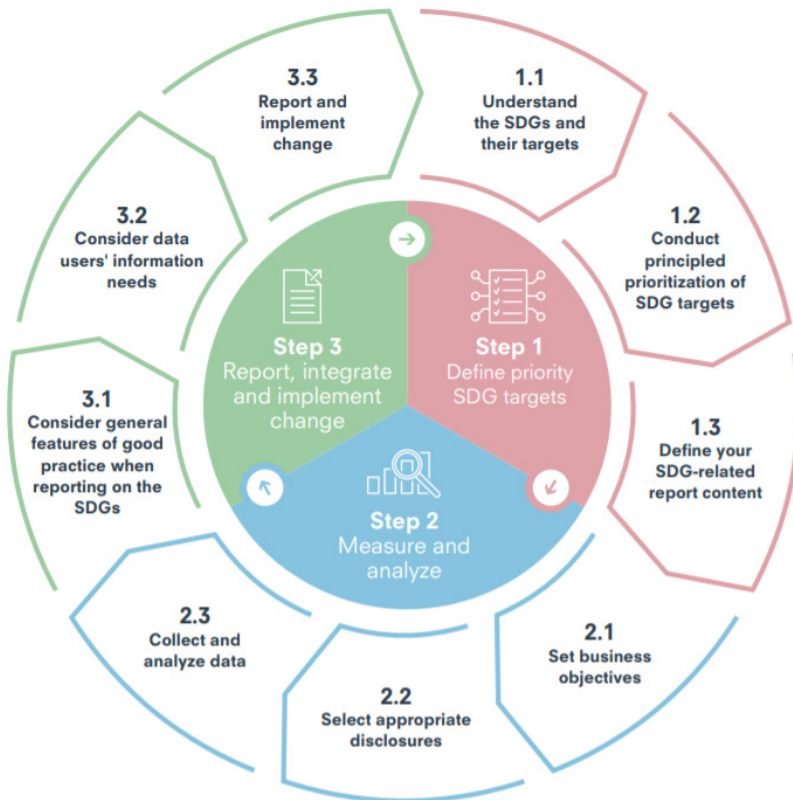 1.1
Understand
the SDGs and
their targets
1.2
Conduct
principled
prioritization of
SDG targets
1.3
Define your
SDG-related
report content
2.1
Set business
objectives
2.2
Select appropriate
disclosures
2.3
Collect and
analyze data
3.1
Consider general
features of good
practice when
reporting on the
SDGs
3.2
Consider data
users' information
needs
3.3
Report and
implement
change
Step 1
Define priority
SDG targets
Step 2
Measure and
analyze
Step 3
Report, integrate
and implement
change